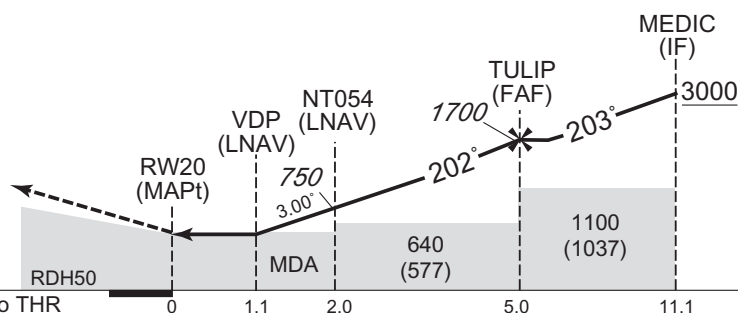 MEDIC
(IF)
TULIP
(FAF)
3000
NT054
(LNAV)
1700
VDP
(LNAV)
203°
202°
RW20
(MAPt)
750
3.00°
1100
(1037)
640
(577)
MDA
RDH50
o THR
0
1.1
2.0
5.0
11.1